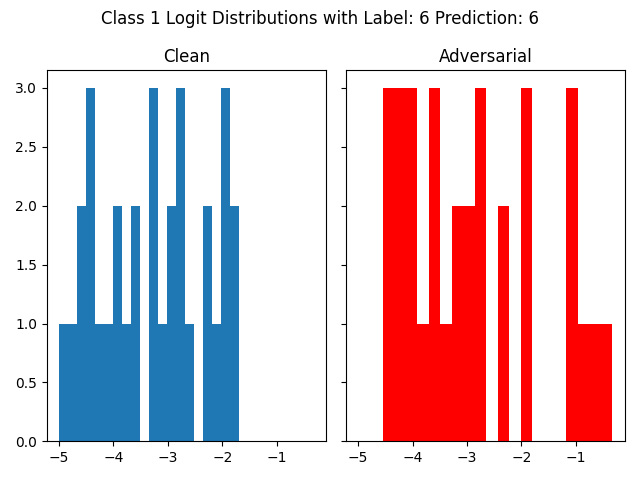 Class 1 Logit Distributions with Label: 6 Prediction: 6
Clean
Adversarial
3.0
2.5
2.0
1.5
1.0
0.5
0.0
−5 −4 −3 −2 −1
−5 −4 −3 −2 −1